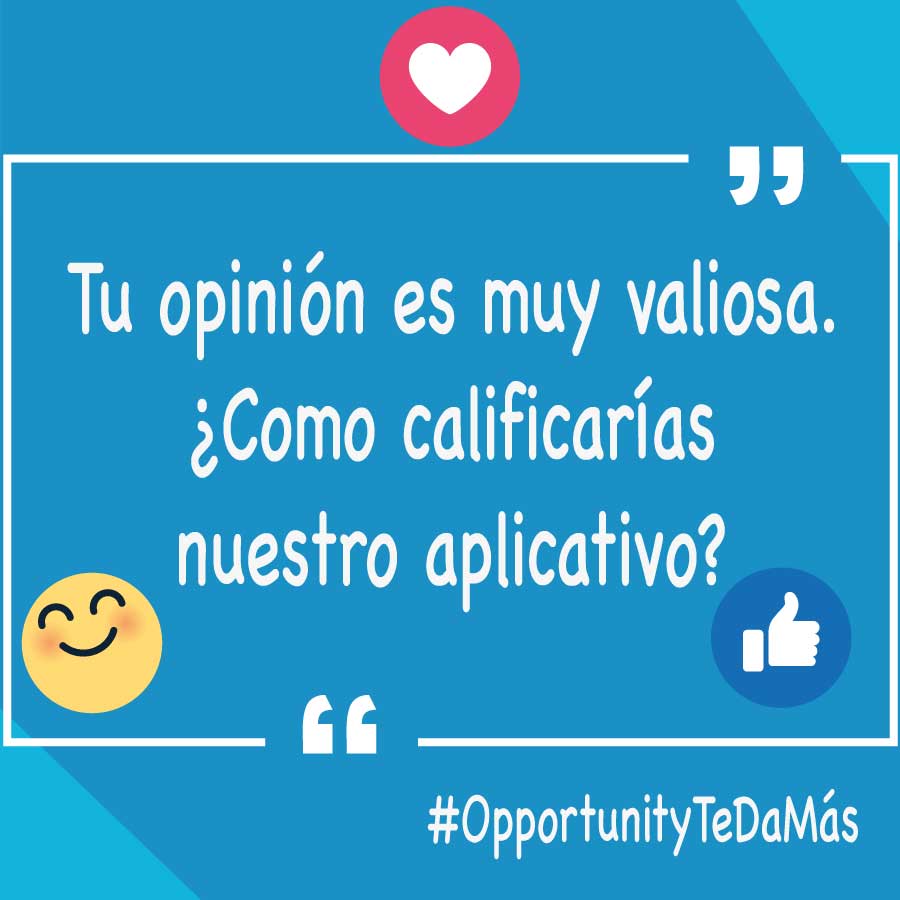 Tu opinión es muy valiosa.
¿Como calificarías
nuestro aplicativo?
#OpportunityTeDaMás